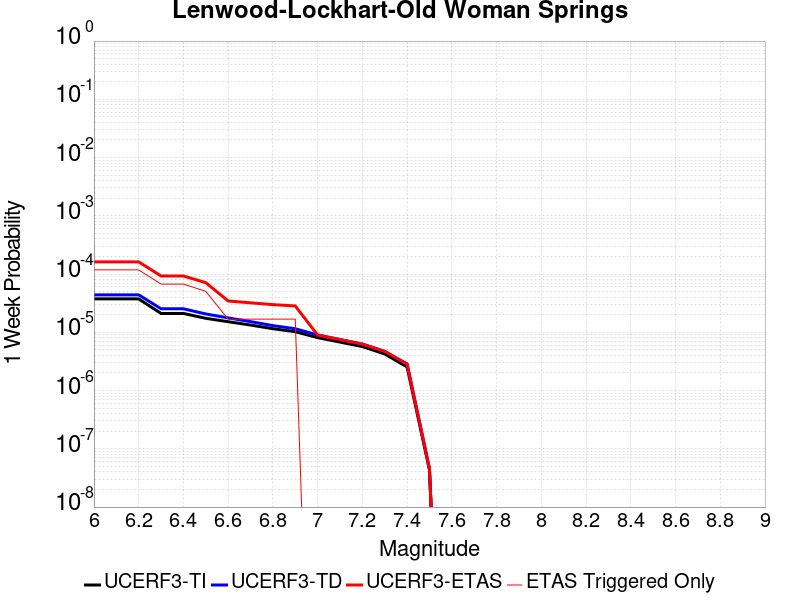 Lenwood-Lockhart-Old Woman Springs
10^0
10^-1
10^-2
10^-3
10^-4
10^-5
10^-6
10^-7
10^-8
1 Week Probability
6 6.2 6.4 6.6 6.8 7 7.2 7.4 7.6 7.8 8 8.2 8.4 8.6 8.8 9
Magnitude
UCERF3-TI UCERF3-TD UCERF3-ETAS ETAS Triggered Only